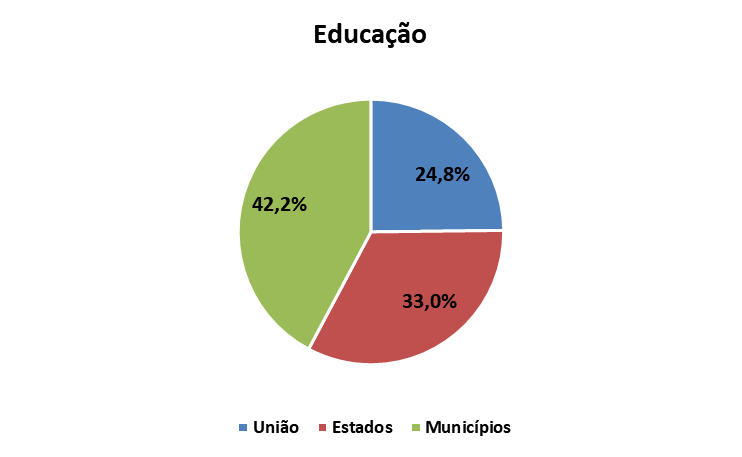 Educação
24,8%
42,2%
33,0%
União Estados Municípios